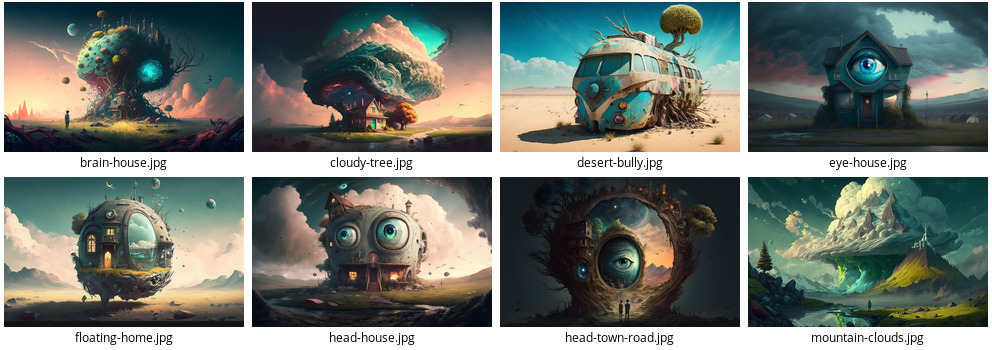 brain-house.jpg
cloudy-tree.jpg
desert-bully.jpg
eye-house.jpg
floating-home.jpg
head-house.jpg
head-town-road.jpg
mountain-clouds.jpg